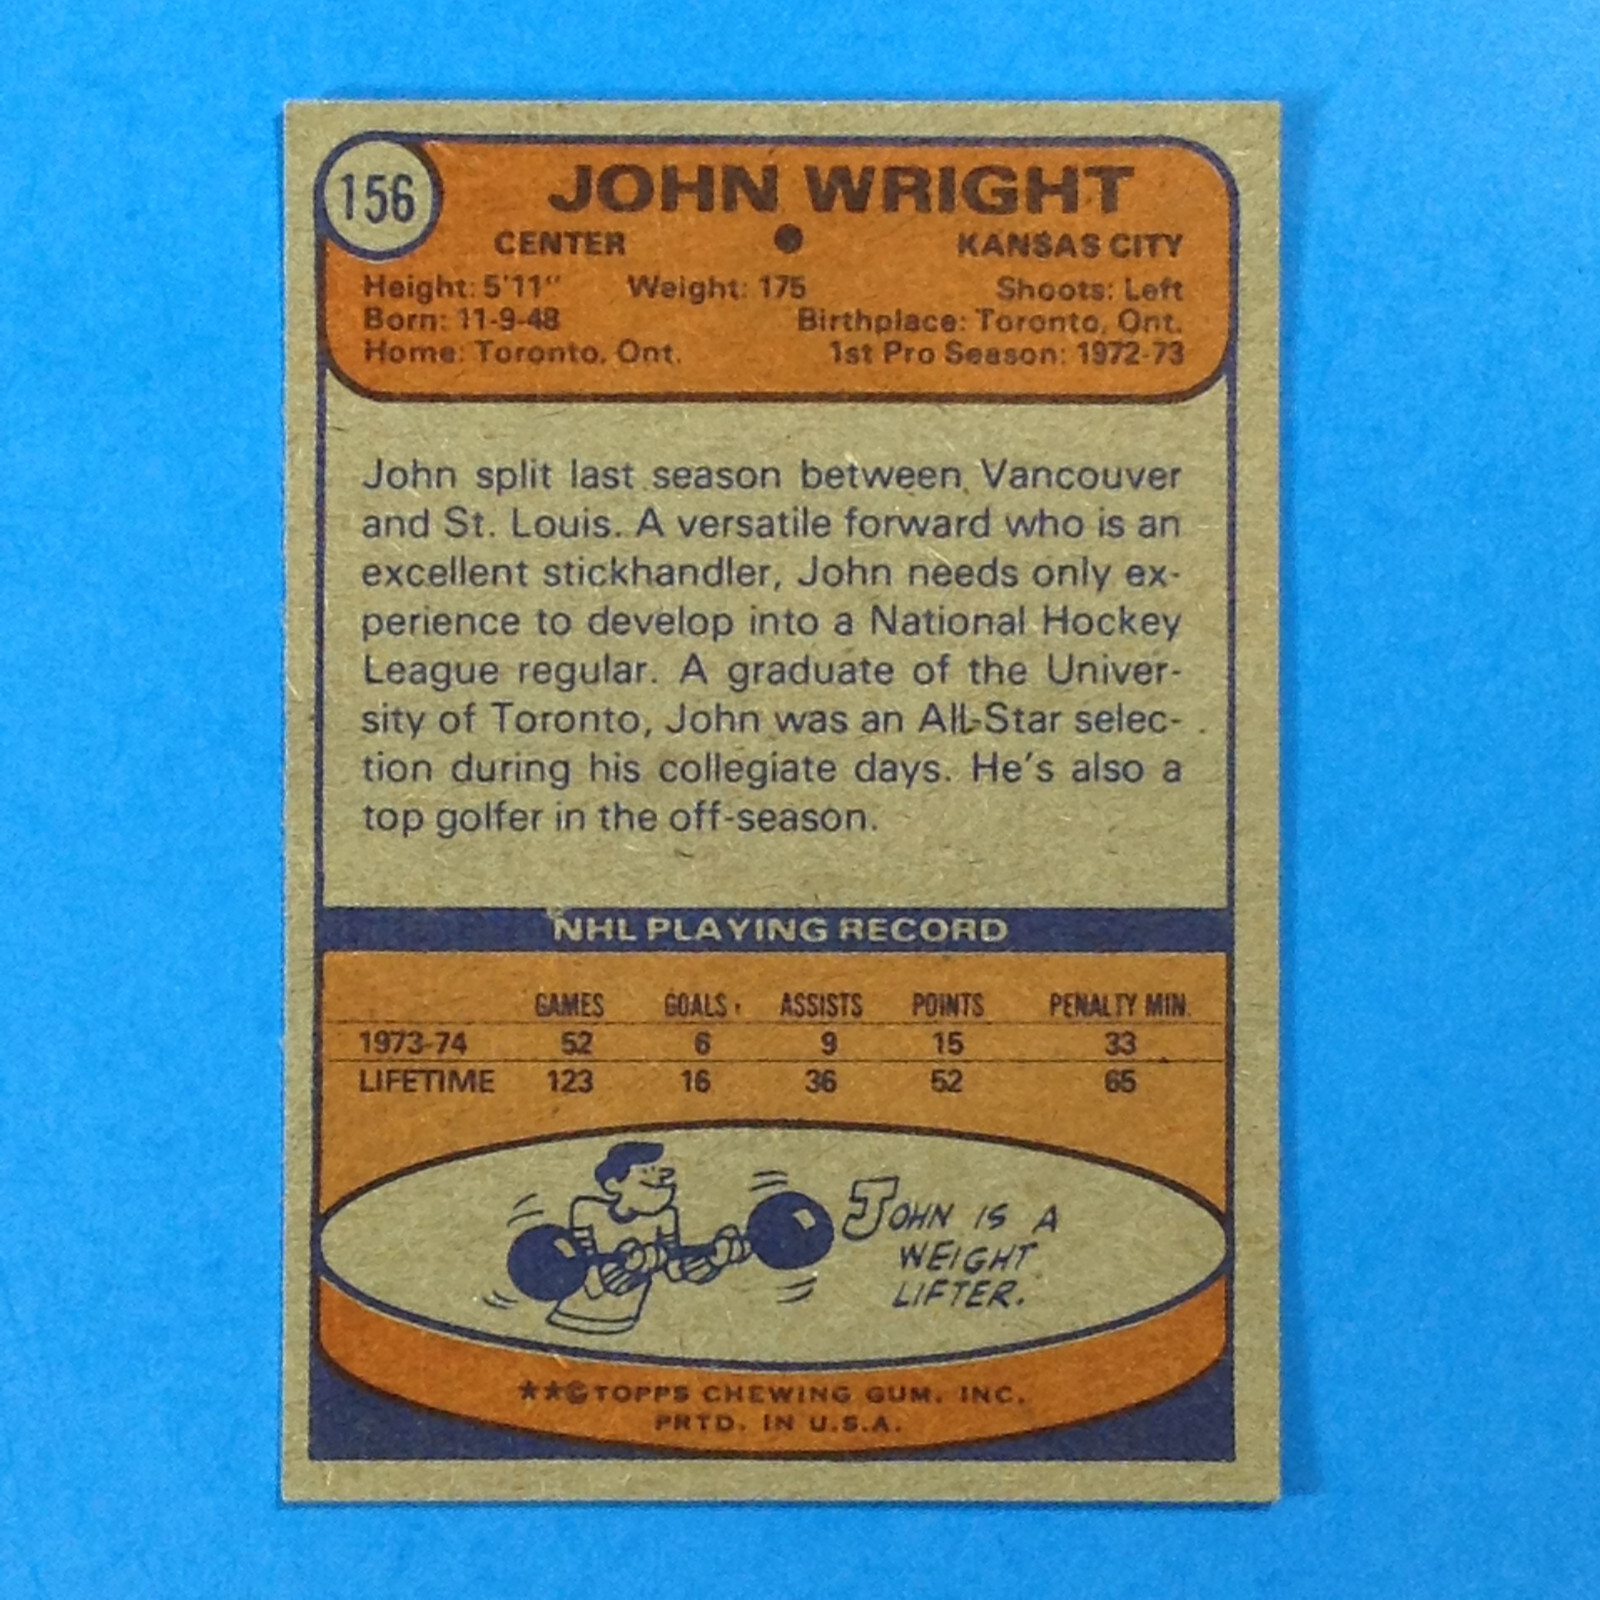 156
JOHN WRIGHT
CENTER ● KANSAS CITY
Height: 5'11" Weight: 175 Shoots: Left
Born: 11-9-48 Birthplace: Toronto, Ont.
Home: Toronto, Ont. 1st Pro Season: 1972-73
John split last season between Vancouver
and St. Louis. A versatile forward who is an
excellent stickhandler, John needs only ex-
perience to develop into a National Hockey
League regular. A graduate of the Univer-
sity of Toronto, John was an All-Star selec-
tion during his collegiate days. He's also a
top golfer in the off-season.
NHL PLAYING RECORD
GAMES GOALS ASSISTS POINTS PENALTY MIN.
1973-74 52 6 9 15 33
LIFETIME 123 16 36 52 65
JOHN IS A
WEIGHT
LIFTER.
★★©TOPPS CHEWING GUM, INC.
PRTD. IN U.S.A.